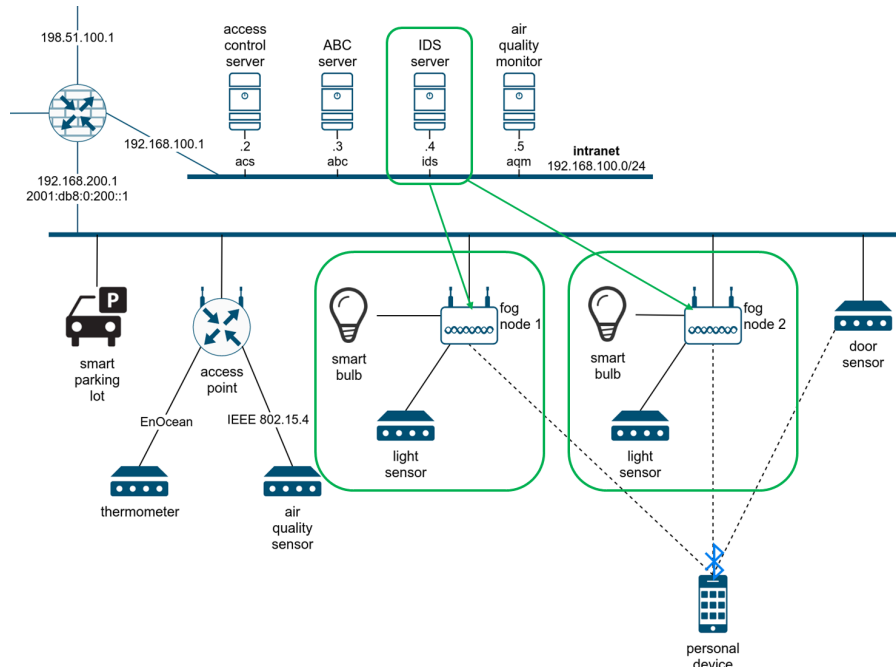 198.51.100.1
access
control
server
ABC
server
IDS
server
air
quality
monitor
192.168.100.1
.2
acs
.3
abc
.4
ids
.5
aqm
intranet
192.168.100.0/24
192.168.200.1
2001:db8:0:200::1
P
smart
parking
lot
access
point
smart
bulb
fog
node 1
smart
bulb
fog
node 2
door
sensor
EnOcean
IEEE 802.15.4
light
sensor
light
sensor
thermometer
air
quality
sensor
personal
device